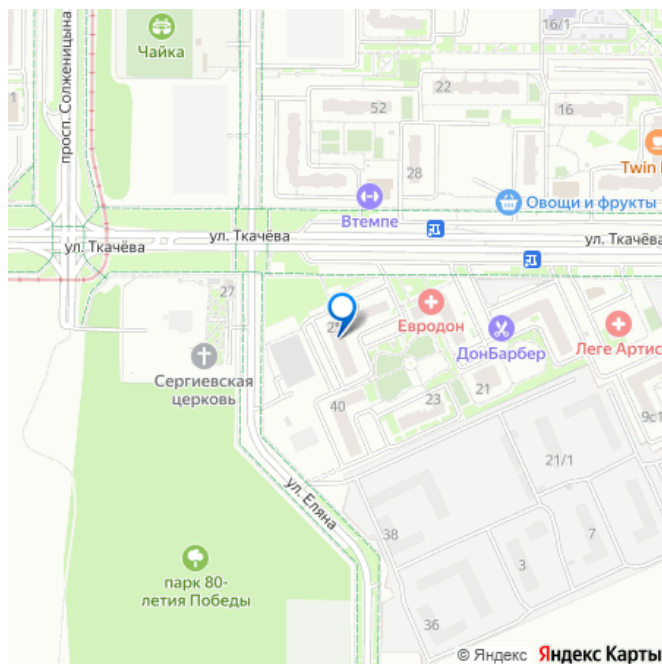 16/1
Чайка
просп. Солженицына
1
22
52
16
28
Twin
Втемпе
Овощи и фрукты
ул. Ткачёва
ул. Ткачёва
ул. Ткачёва
27
Евродон
ДонБарбер
Леге Артис
Сергиевская
церковь
40
23
21
9с1
21/1
ул. Еляна
38
7
3
парк 80-
летия Победы
36
© Яндекс Яндекс Карты